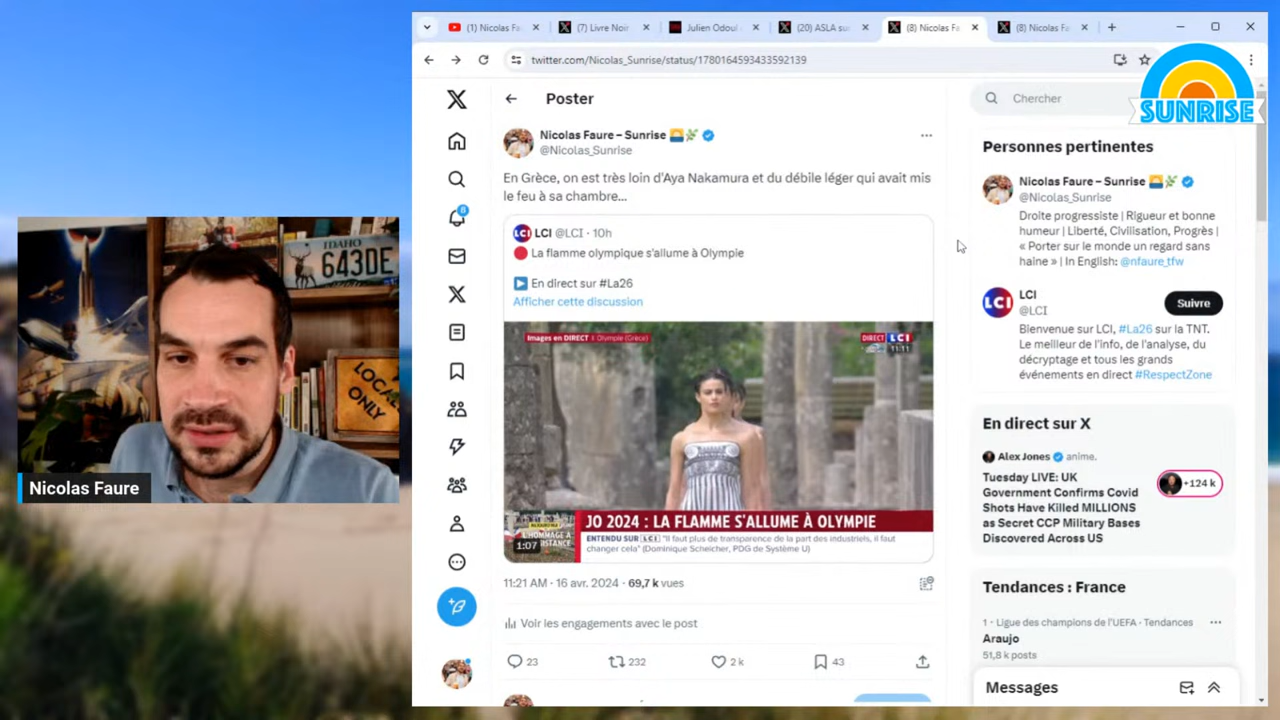 (1) Nicolas Fau
(7) Livre Noir
Julien Odoul
(20) ASLA su
(8) Nicolas Fa
(8) Nicolas Fa
twitter.com/Nicolas_Sunrise/status/1780164593433592139
SUNRISE
Poster
Chercher
Nicolas Faure – Sunrise
@Nicolas_Sunrise
En Grèce, on est très loin d'Aya Nakamura et du débile léger qui avait mis
le feu à sa chambre...
LCI LCI @LCI · 10h
La flamme olympique s'allume à Olympie
En direct sur #La26
Afficher cette discussion
Images en DIRECT Olympie (Grèce)
DIRECT LCI
11:11
JO 2024 : LA FLAMME S'ALLUME À OLYMPIE
ENTENDU SUR LCI "Il faut plus de transparence de la part des industriels, il faut
changer cela" (Dominique Schelcher, PDG de Système U)
1:07
11:21 AM · 16 avr. 2024 · 69,7 k vues
Voir les engagements avec le post
23
232
2 k
43
Personnes pertinentes
Nicolas Faure – Sunrise
@Nicolas_Sunrise
Droite progressiste | Rigueur et bonne
humeur | Liberté, Civilisation, Progrès |
« Porter sur le monde un regard sans
haine » | In English: @nfaure_tfw
LCI
LCI
@LCI
Suivre
Bienvenue sur LCI, #La26 sur la TNT.
Le meilleur de l'info, de l'analyse, du
décryptage et tous les grands
événements en direct #RespectZone
En direct sur X
Alex Jones anime.
Tuesday LIVE: UK
Government Confirms Covid
Shots Have Killed MILLIONS
as Secret CCP Military Bases
Discovered Across US
+124 k
Tendances : France
1 · Ligue des champions de l'UEFA · Tendances
Araujo
51,8 k posts
Messages
IDAHO
643DE
LOCALS
ONLY
Nicolas Faure